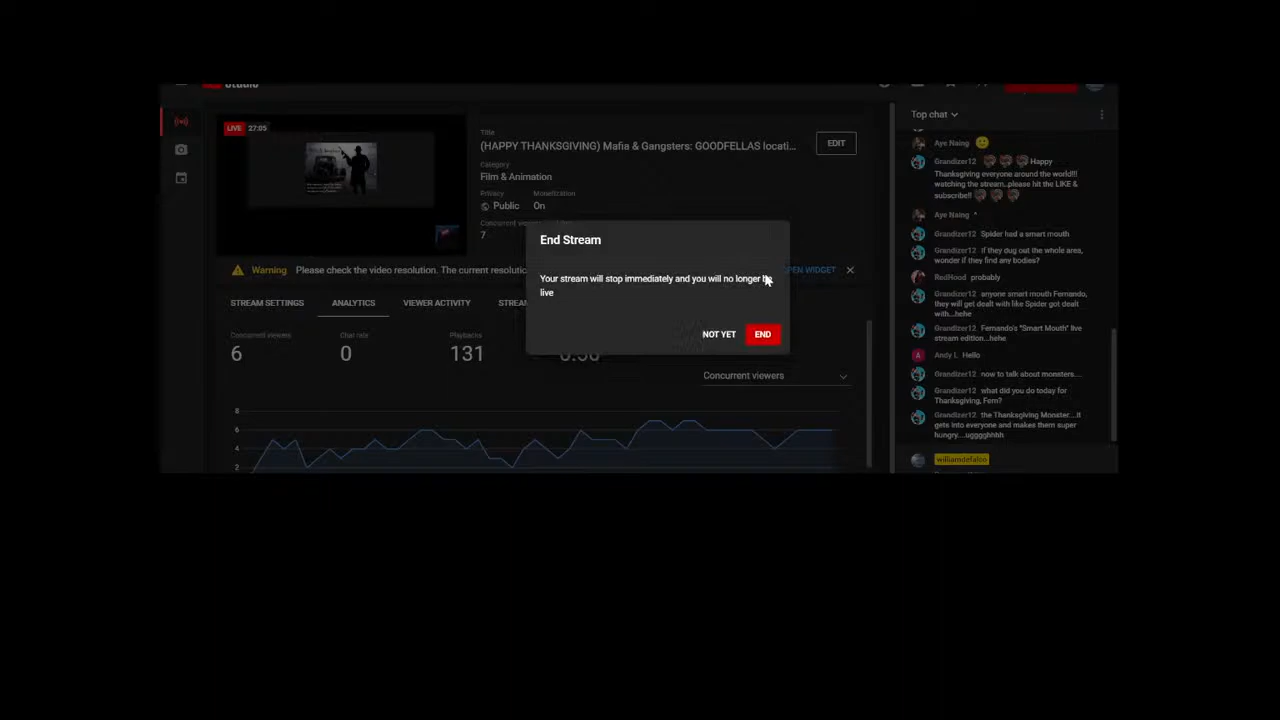 Studio
LIVE 27:05
Title
(HAPPY THANKSGIVING) Mafia & Gangsters: GOODFELLAS locati...
EDIT
Category
Film & Animation
Privacy Monetization
Public On
Concurrent
7
End Stream
Your stream will stop immediately and you will no longer
live
NOT YET END
Warning Please check the video resolution. The current
WIDGET
STREAM SETTINGS ANALYTICS VIEWER ACTIVITY
Concurrent viewers Chat rate Playbacks
6 0 131
Concurrent viewers
8
6
4
2
Top chat
Aye Naing
Grandizer12 Happy
Thanksgiving everyone around the world!!!
watching the stream..please hit the LIKE &
subscribe!!
Aye Naing ^
Grandizer12 Spider had a smart mouth
Grandizer12 if they dug out the whole area,
wonder if they find any bodies?
RedHood probably
Grandizer12 anyone smart mouth Fernando,
they will get dealt with like Spider got dealt
with...hehe
Grandizer12 Fernando's "Smart Mouth" live
stream edition...hehe
A Andy I. Hello
Grandizer12 now to talk about monsters....
Grandizer12 what did you do today for
Thanksgiving, Fern?
Grandizer12 the Thanksgiving Monster....it
gets into everyone and makes them super
hungry....uggghhhh
williamdefalco